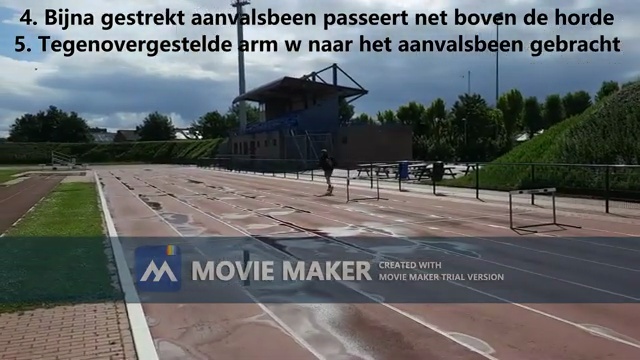 4. Bijna gestrekt aanvalsbeen passeert net boven de horde
5. Tegenovergestelde arm w naar het aanvalsbeen gebracht
MOVIE MAKER
CREATED WITH
MOVIE MAKER TRIAL VERSION